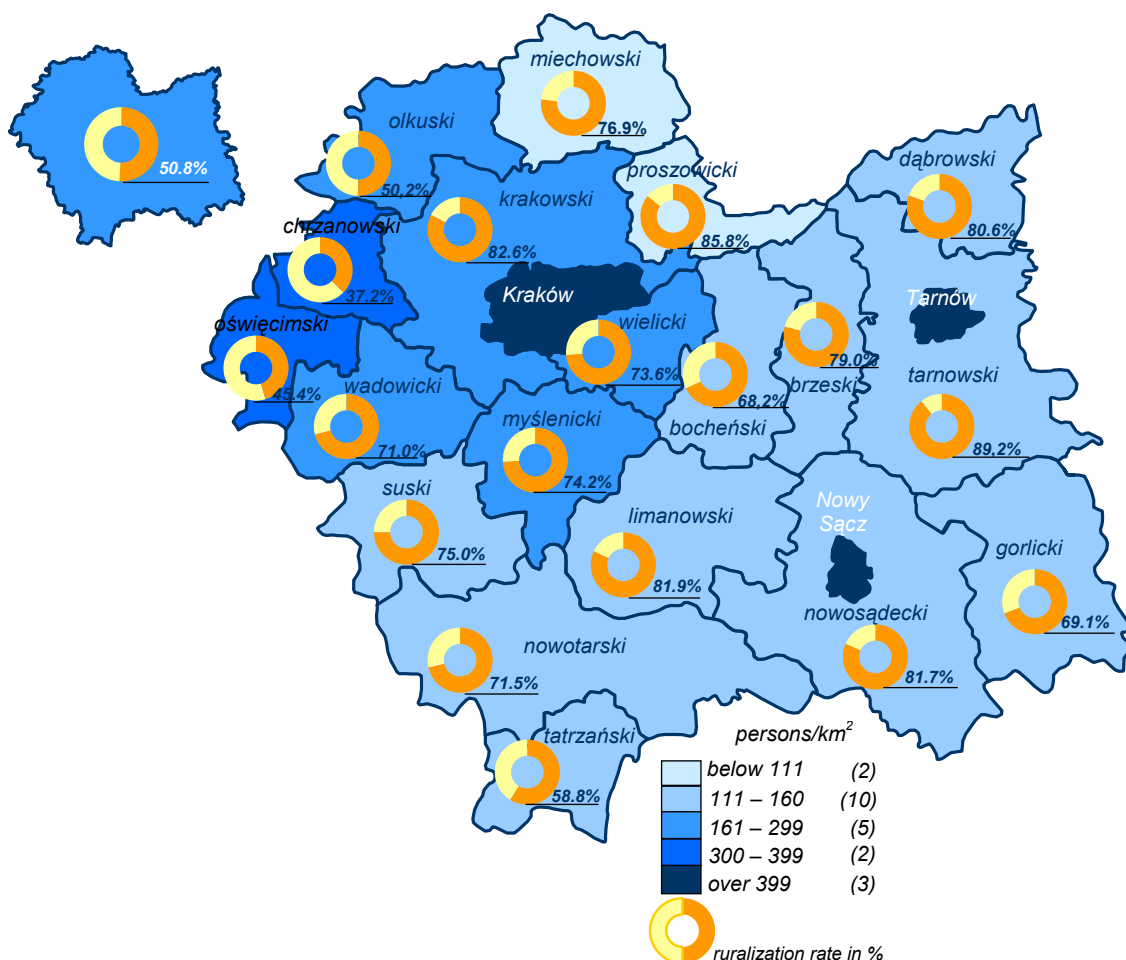 miechowski
76.9%
olkuski
50,2%
50.8%
proszowicki
85.8%
dąbrowski
80.6%
krakowski
82.6%
chrzanowski
37.2%
Kraków
Tarnów
oświęcimski
45.4%
wielicki
73.6%
79.0%
brzeski
wadowicki
71.0%
68,2%
bocheński
tarnowski
89,2%
myślenicki
74.2%
suski
75.0%
limanowski
81.9%
Nowy
Sącz
gorlicki
69.1%
nowosądecki
81.7%
nowotarski
71.5%
tatrzański
58.8%
persons/km²
below 111 (2)
111 – 160 (10)
161 – 299 (5)
300 – 399 (2)
over 399 (3)
ruralization rate in %